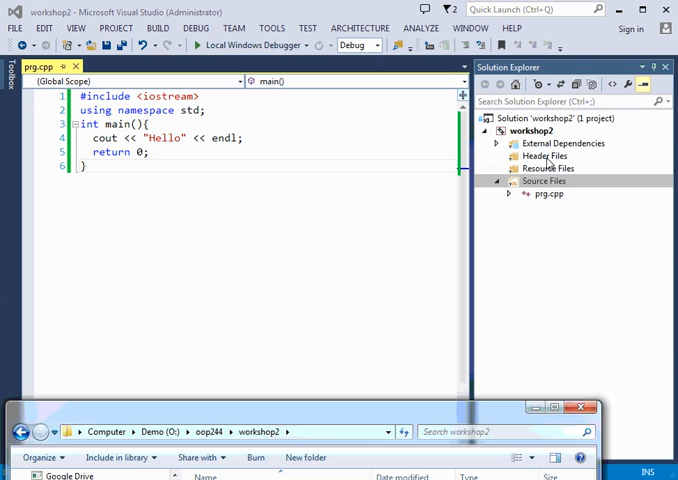 workshop2 - Microsoft Visual Studio (Administrator)
2
Quick Launch (Ctrl+Q)
FILE EDIT VIEW PROJECT BUILD DEBUG TEAM TOOLS TEST ARCHITECTURE ANALYZE WINDOW HELP Sign in
Local Windows Debugger Debug
Toolbox
prg.cpp
(Global Scope) main()
1 #include <iostream>
2 using namespace std;
3 int main(){
4 cout << "Hello" << endl;
5 return 0;
6 }
Solution Explorer
Search Solution Explorer (Ctrl+;)
Solution 'workshop2' (1 project)
workshop2
External Dependencies
Header Files
Resource Files
Source Files
prg.cpp
Computer Demo (O:) oop244 workshop2
Search workshop2
Organize Include in library Share with Burn New folder
Google Drive
Name Date modified Type Size
INS